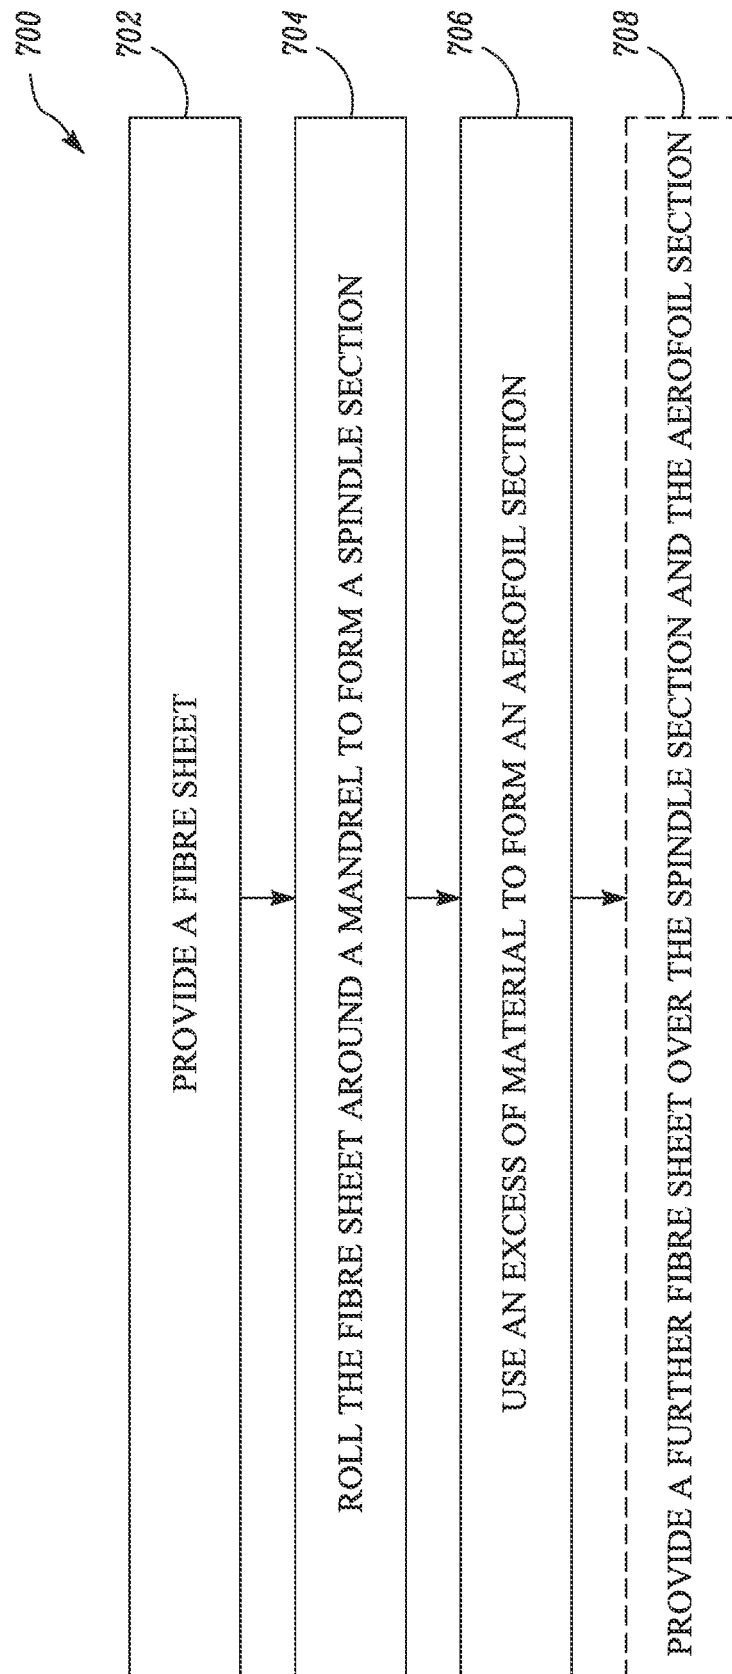 700
702
PROVIDE A FIBRE SHEET
704
ROLL THE FIBRE SHEET AROUND A MANDREL TO FORM A SPINDLE SECTION
706
USE AN EXCESS OF MATERIAL TO FORM AN AEROFOIL SECTION
708
PROVIDE A FURTHER FIBRE SHEET OVER THE SPINDLE SECTION AND THE AEROFOIL SECTION